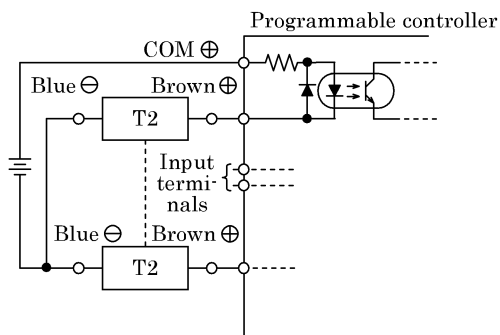 Programmable controller
COM ⊕
Blue ⊖
Brown ⊕
T2
Input
termi-
nals
Blue ⊖
Brown ⊕
T2